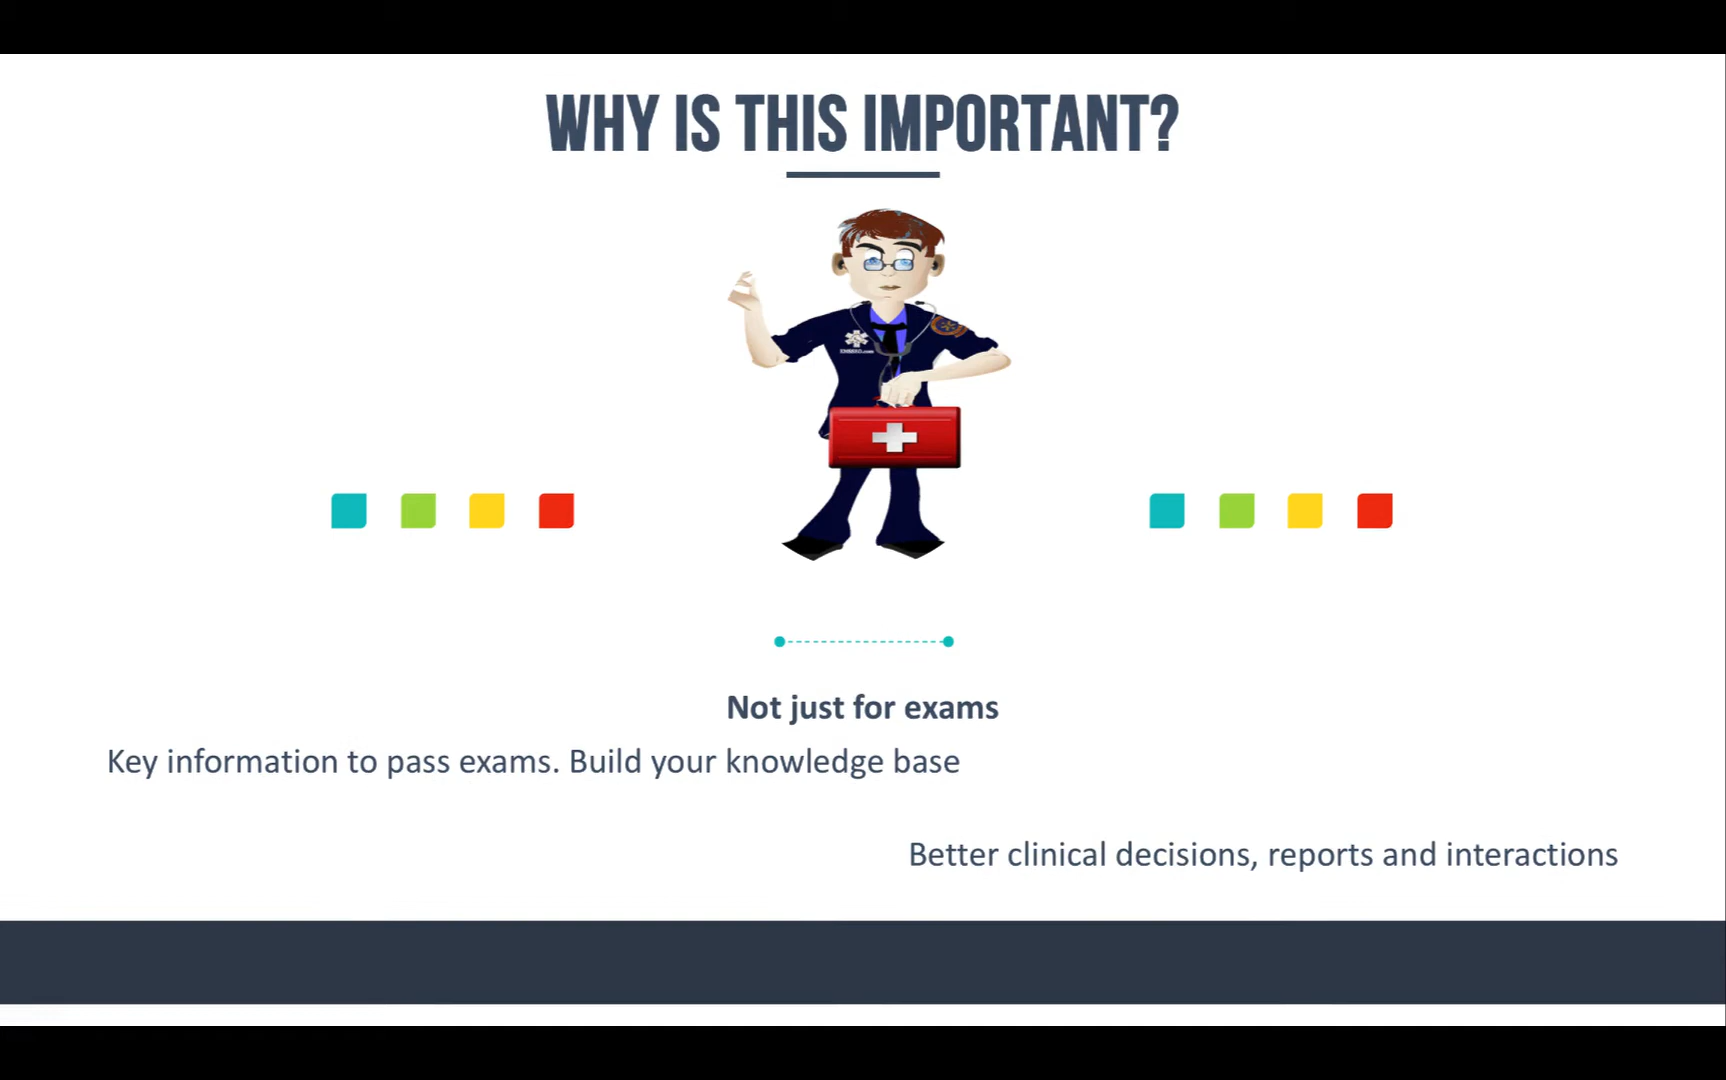 WHY IS THIS IMPORTANT?
Not just for exams
Key information to pass exams. Build your knowledge base
Better clinical decisions, reports and interactions